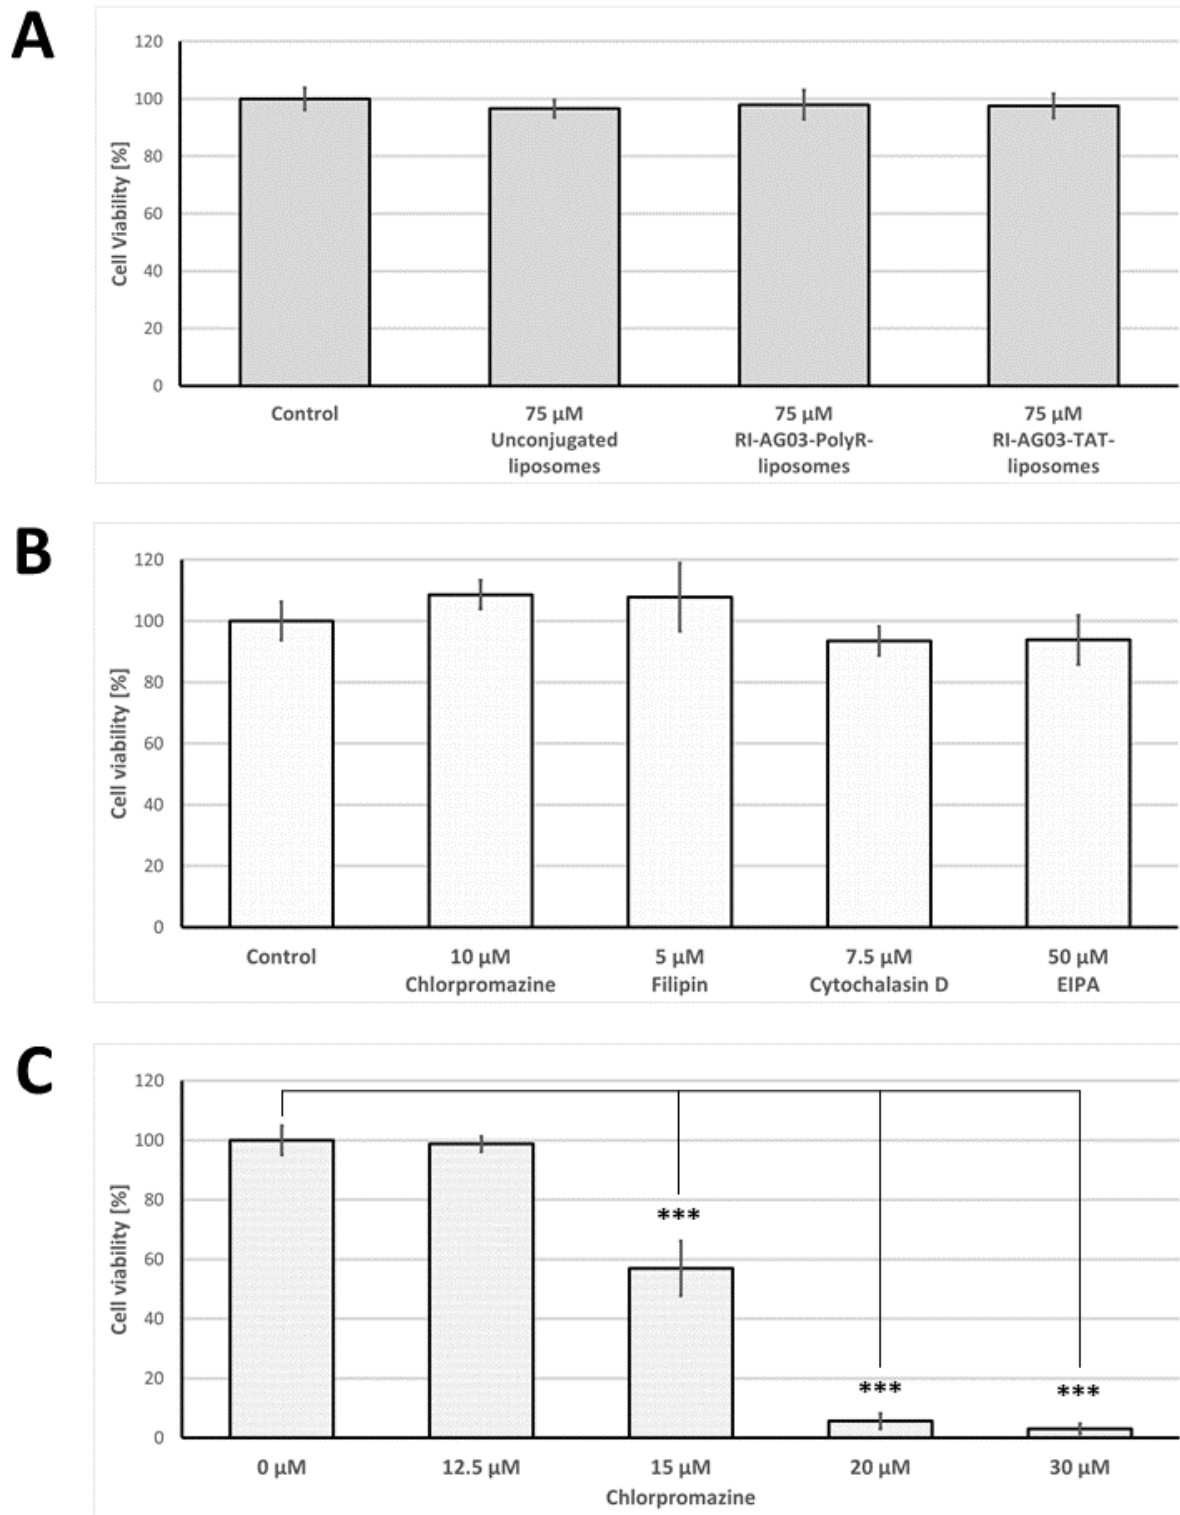 A
120
100
80
60
40
20
0
Cell Viability [%]
Control
75 µM
Unconjugated
liposomes
75 µM
RI-AG03-PolyR-
liposomes
75 µM
RI-AG03-TAT-
liposomes
B
120
100
80
60
40
20
0
Cell viability [%]
Control
10 µM
Chlorpromazine
5 µM
Filipin
7.5 µM
Cytochalasin D
50 µM
EIPA
C
120
100
80
60
40
20
0
Cell viability [%]
***
***
***
0 µM
12.5 µM
15 µM
20 µM
30 µM
Chlorpromazine